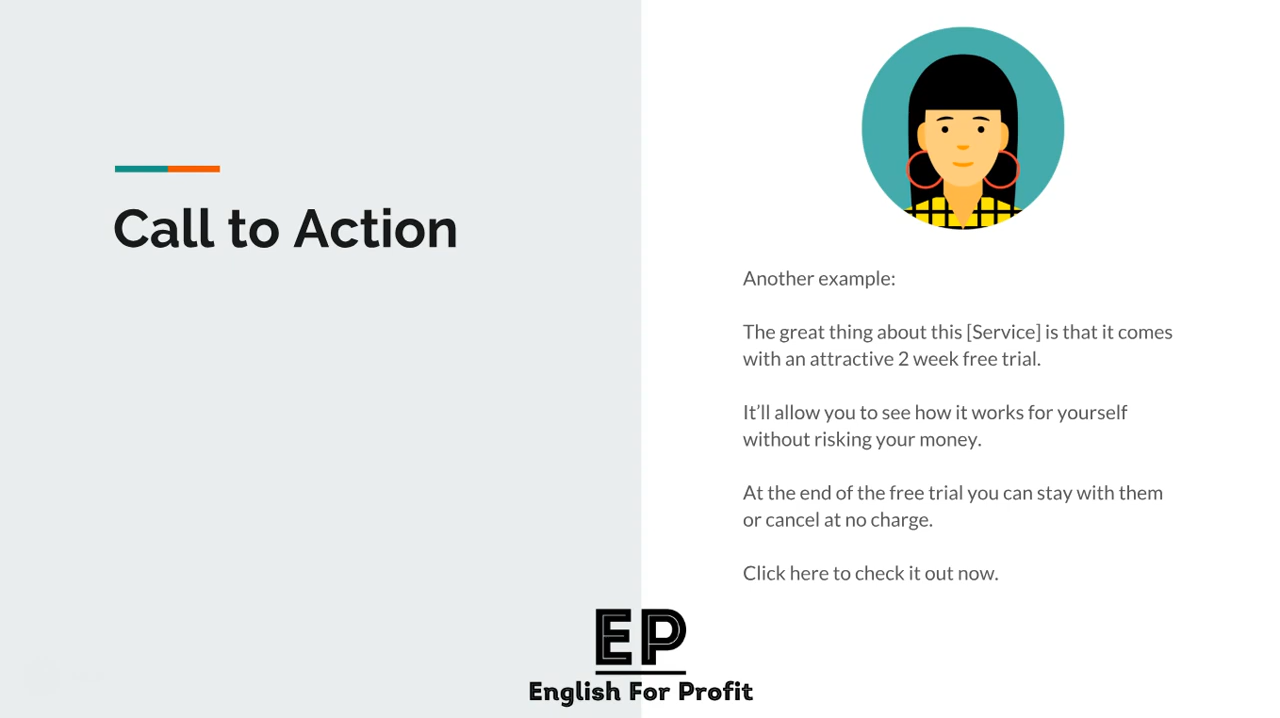 Call to Action
Another example:
The great thing about this [Service] is that it comes
with an attractive 2 week free trial.
It’ll allow you to see how it works for yourself
without risking your money.
At the end of the free trial you can stay with them
or cancel at no charge.
Click here to check it out now.
EP
English For Profit